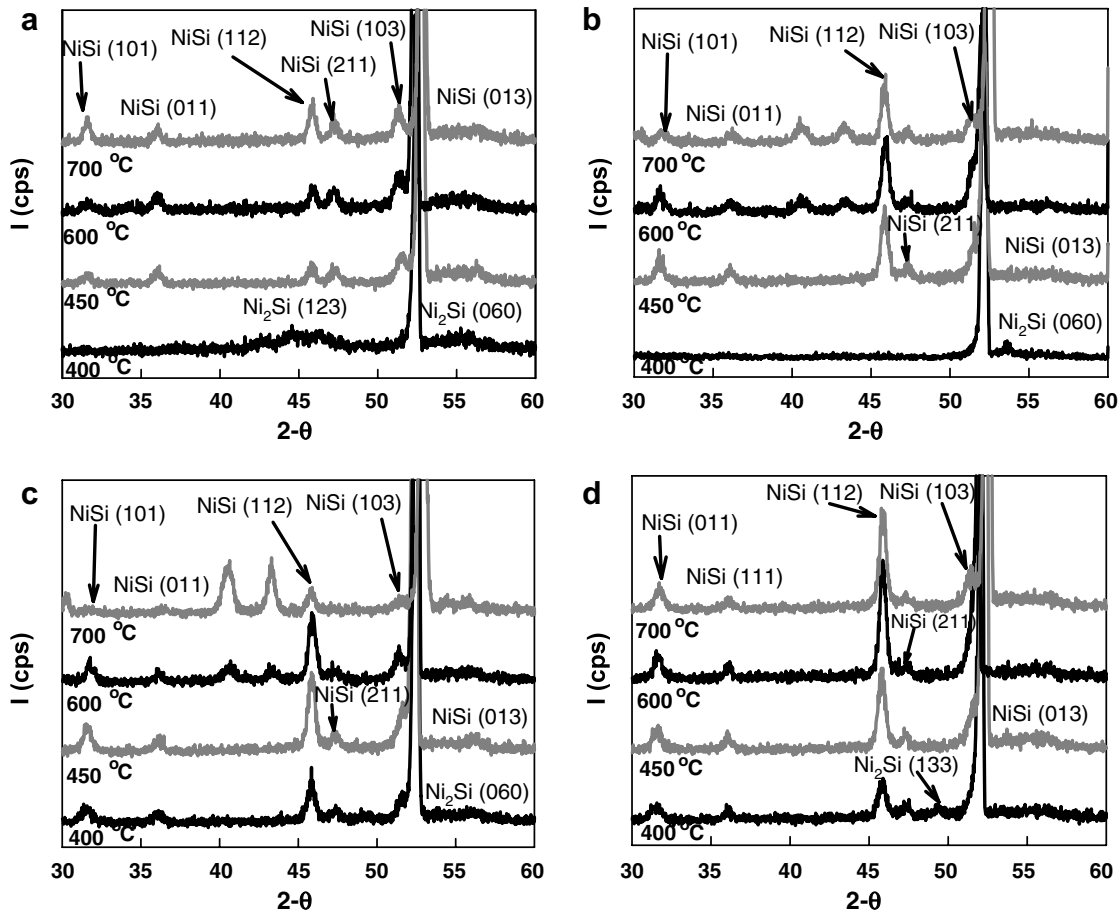 a
NiSi (103)
NiSi (112)
NiSi (101)
NiSi (211)
NiSi (011)
NiSi (013)
700 °C
600 °C
450 °C
Ni₂Si (123)
Ni₂Si (060)
400°C
I (cps)
30 35 40 45 50 55 60
2-θ
b
NiSi (112)
NiSi (103)
NiSi (101)
NiSi (011)
700 °C
600 °C
NiSi (211)
NiSi (013)
450 °C
Ni₂Si (060)
400°C
I (cps)
30 35 40 45 50 55 60
2-θ
c
NiSi (112)
NiSi (103)
NiSi (101)
NiSi (011)
700 °C
600 °C
NiSi (211)
NiSi (013)
450 °C
Ni₂Si (060)
400°C
I (cps)
30 35 40 45 50 55 60
2-θ
d
NiSi (112)
NiSi (103)
NiSi (011)
NiSi (111)
700 °C
NiSi (211)
600 °C
NiSi (013)
450 °C
Ni₂Si (133)
400°C
I (cps)
30 35 40 45 50 55 60
2-θ